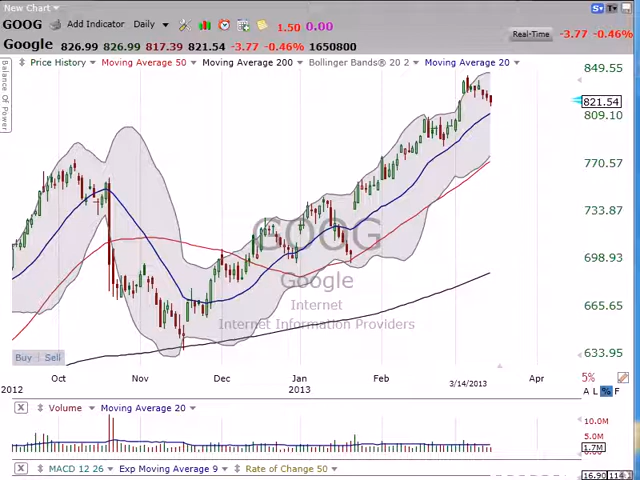 New Chart
S T
GOOG Add Indicator Daily 1.50 0.00
Real-Time -3.77 -0.46%
Google 826.99 826.99 817.39 821.54 -3.77 -0.46% 1650800
Price History Moving Average 50 Moving Average 200 Bollinger Bands® 20 2 Moving Average 20
Balance Of Power
849.55
821.54
809.10
770.57
733.87
698.93
665.65
633.95
GOOG
Google
Internet
Internet Information Providers
Buy Sell
Oct Nov Dec Jan Feb 3/14/2013 Apr
2012 2013
5%
A L % F
Volume Moving Average 20
10.0M
5.0M
1.7M
0.00
MACD 12 26 Exp Moving Average 9 Rate of Change 50
16.90